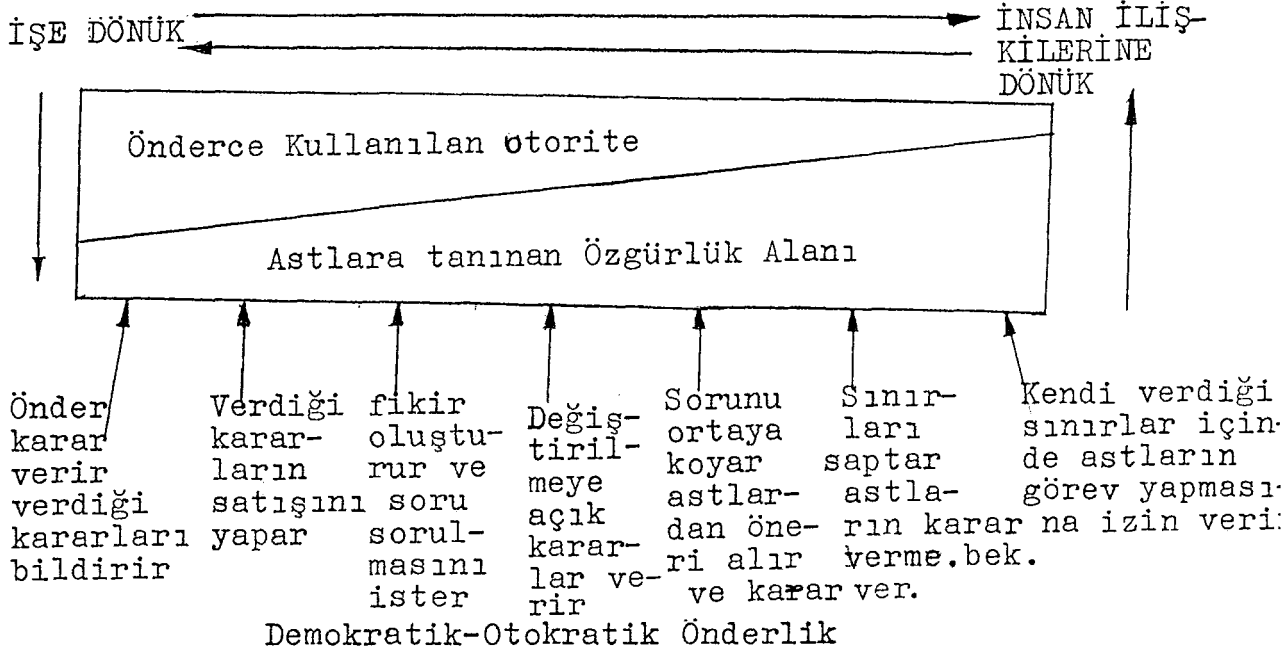 İŞE DÖNÜK
İNSAN İLİŞ-
KİLERİNE
DÖNÜK
Önderce Kullanılan otorite
Astlara tanınan Özgürlük Alanı
Önder
karar
verir
verdiği
kararları
bildirir
Verdiği
karar-
ların
satışını
yapar
fikir
oluştu-
rur ve
soru
sorul-
masını
ister
Değiş-
tiril-
meye
açık
karar-
lar ve-
rir
Sorunu
ortaya
koyar
astlar-
dan öne-
ri alır
ve karar ver.
Sınır-
ları
saptar
astla-
rın karar
verme.bek.
Kendi verdiği
sınırlar için-
de astların
görev yapması-
na izin veri
Demokratik-Otokratik Önderlik